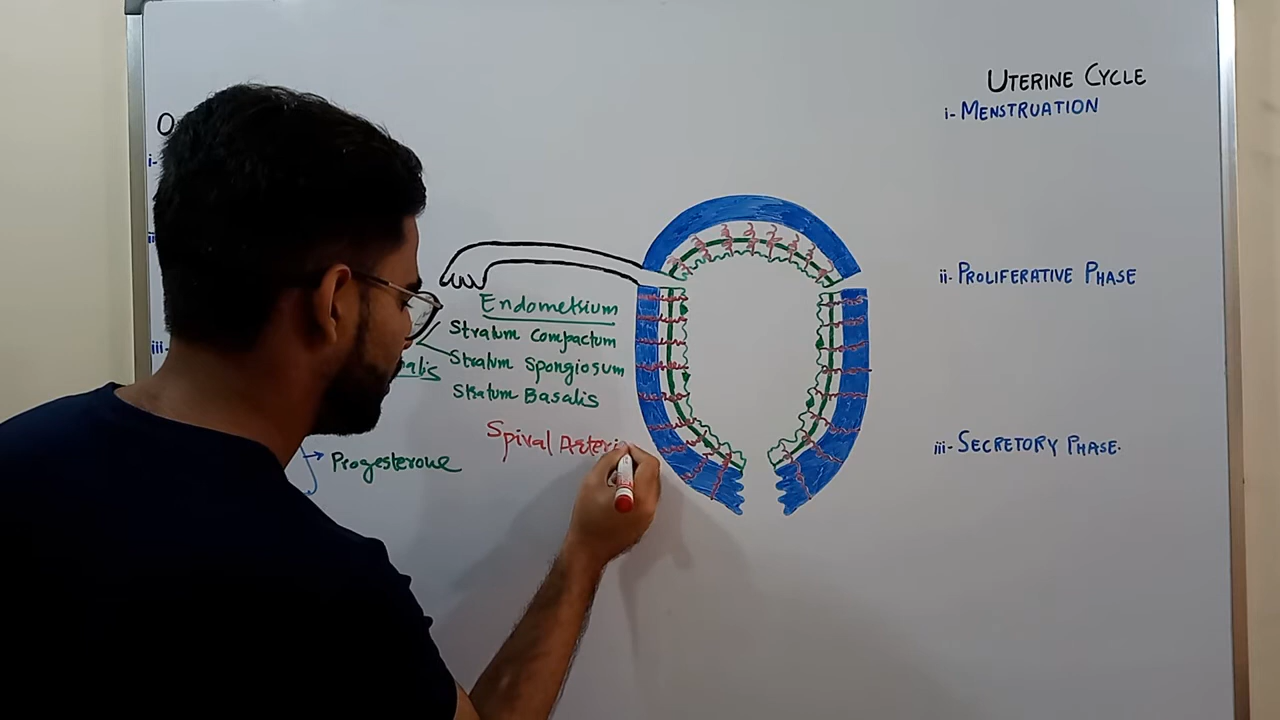 UTERINE CYCLE
i- MENSTRUATION
ii- PROLIFERATIVE PHASE
iii- SECRETORY PHASE.
i-
iii-
Endometrium
Stratum Compactum
Stratum Spongiosum
Stratum Basalis
Spiral Arteri
Progesterone